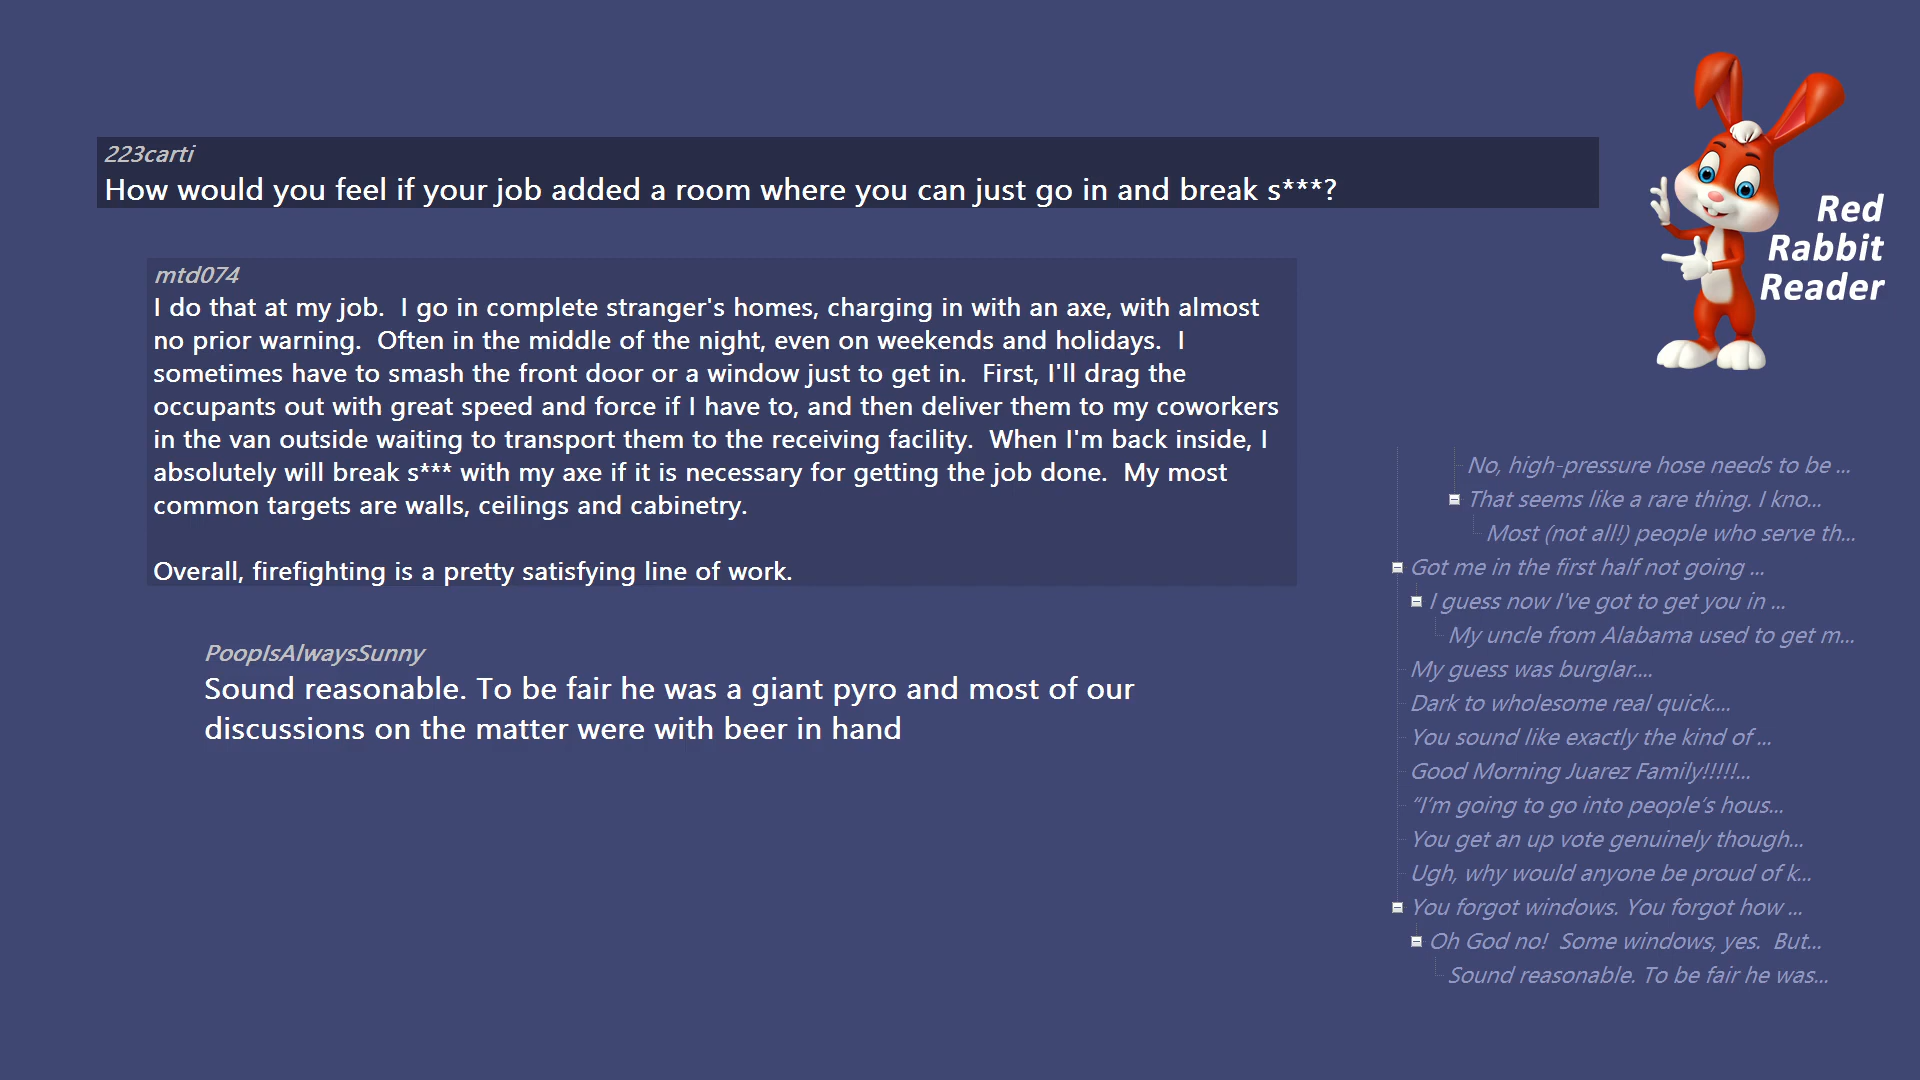 223carti
How would you feel if your job added a room where you can just go in and break s***?
Red
Rabbit
Reader
mtd074
I do that at my job.  I go in complete stranger's homes, charging in with an axe, with almost
no prior warning.  Often in the middle of the night, even on weekends and holidays.  I
sometimes have to smash the front door or a window just to get in.  First, I'll drag the
occupants out with great speed and force if I have to, and then deliver them to my coworkers
in the van outside waiting to transport them to the receiving facility.  When I'm back inside, I
absolutely will break s*** with my axe if it is necessary for getting the job done.  My most
common targets are walls, ceilings and cabinetry.
Overall, firefighting is a pretty satisfying line of work.
PoopIsAlwaysSunny
Sound reasonable. To be fair he was a giant pyro and most of our
discussions on the matter were with beer in hand
No, high-pressure hose needs to be ...
That seems like a rare thing. I kno...
Most (not all!) people who serve th...
Got me in the first half not going ...
I guess now I've got to get you in ...
My uncle from Alabama used to get m...
My guess was burglar....
Dark to wholesome real quick....
You sound like exactly the kind of ...
Good Morning Juarez Family!!!!!...
“I’m going to go into people’s hous...
You get an up vote genuinely though...
Ugh, why would anyone be proud of k...
You forgot windows. You forgot how ...
Oh God no!  Some windows, yes.  But...
Sound reasonable. To be fair he was...